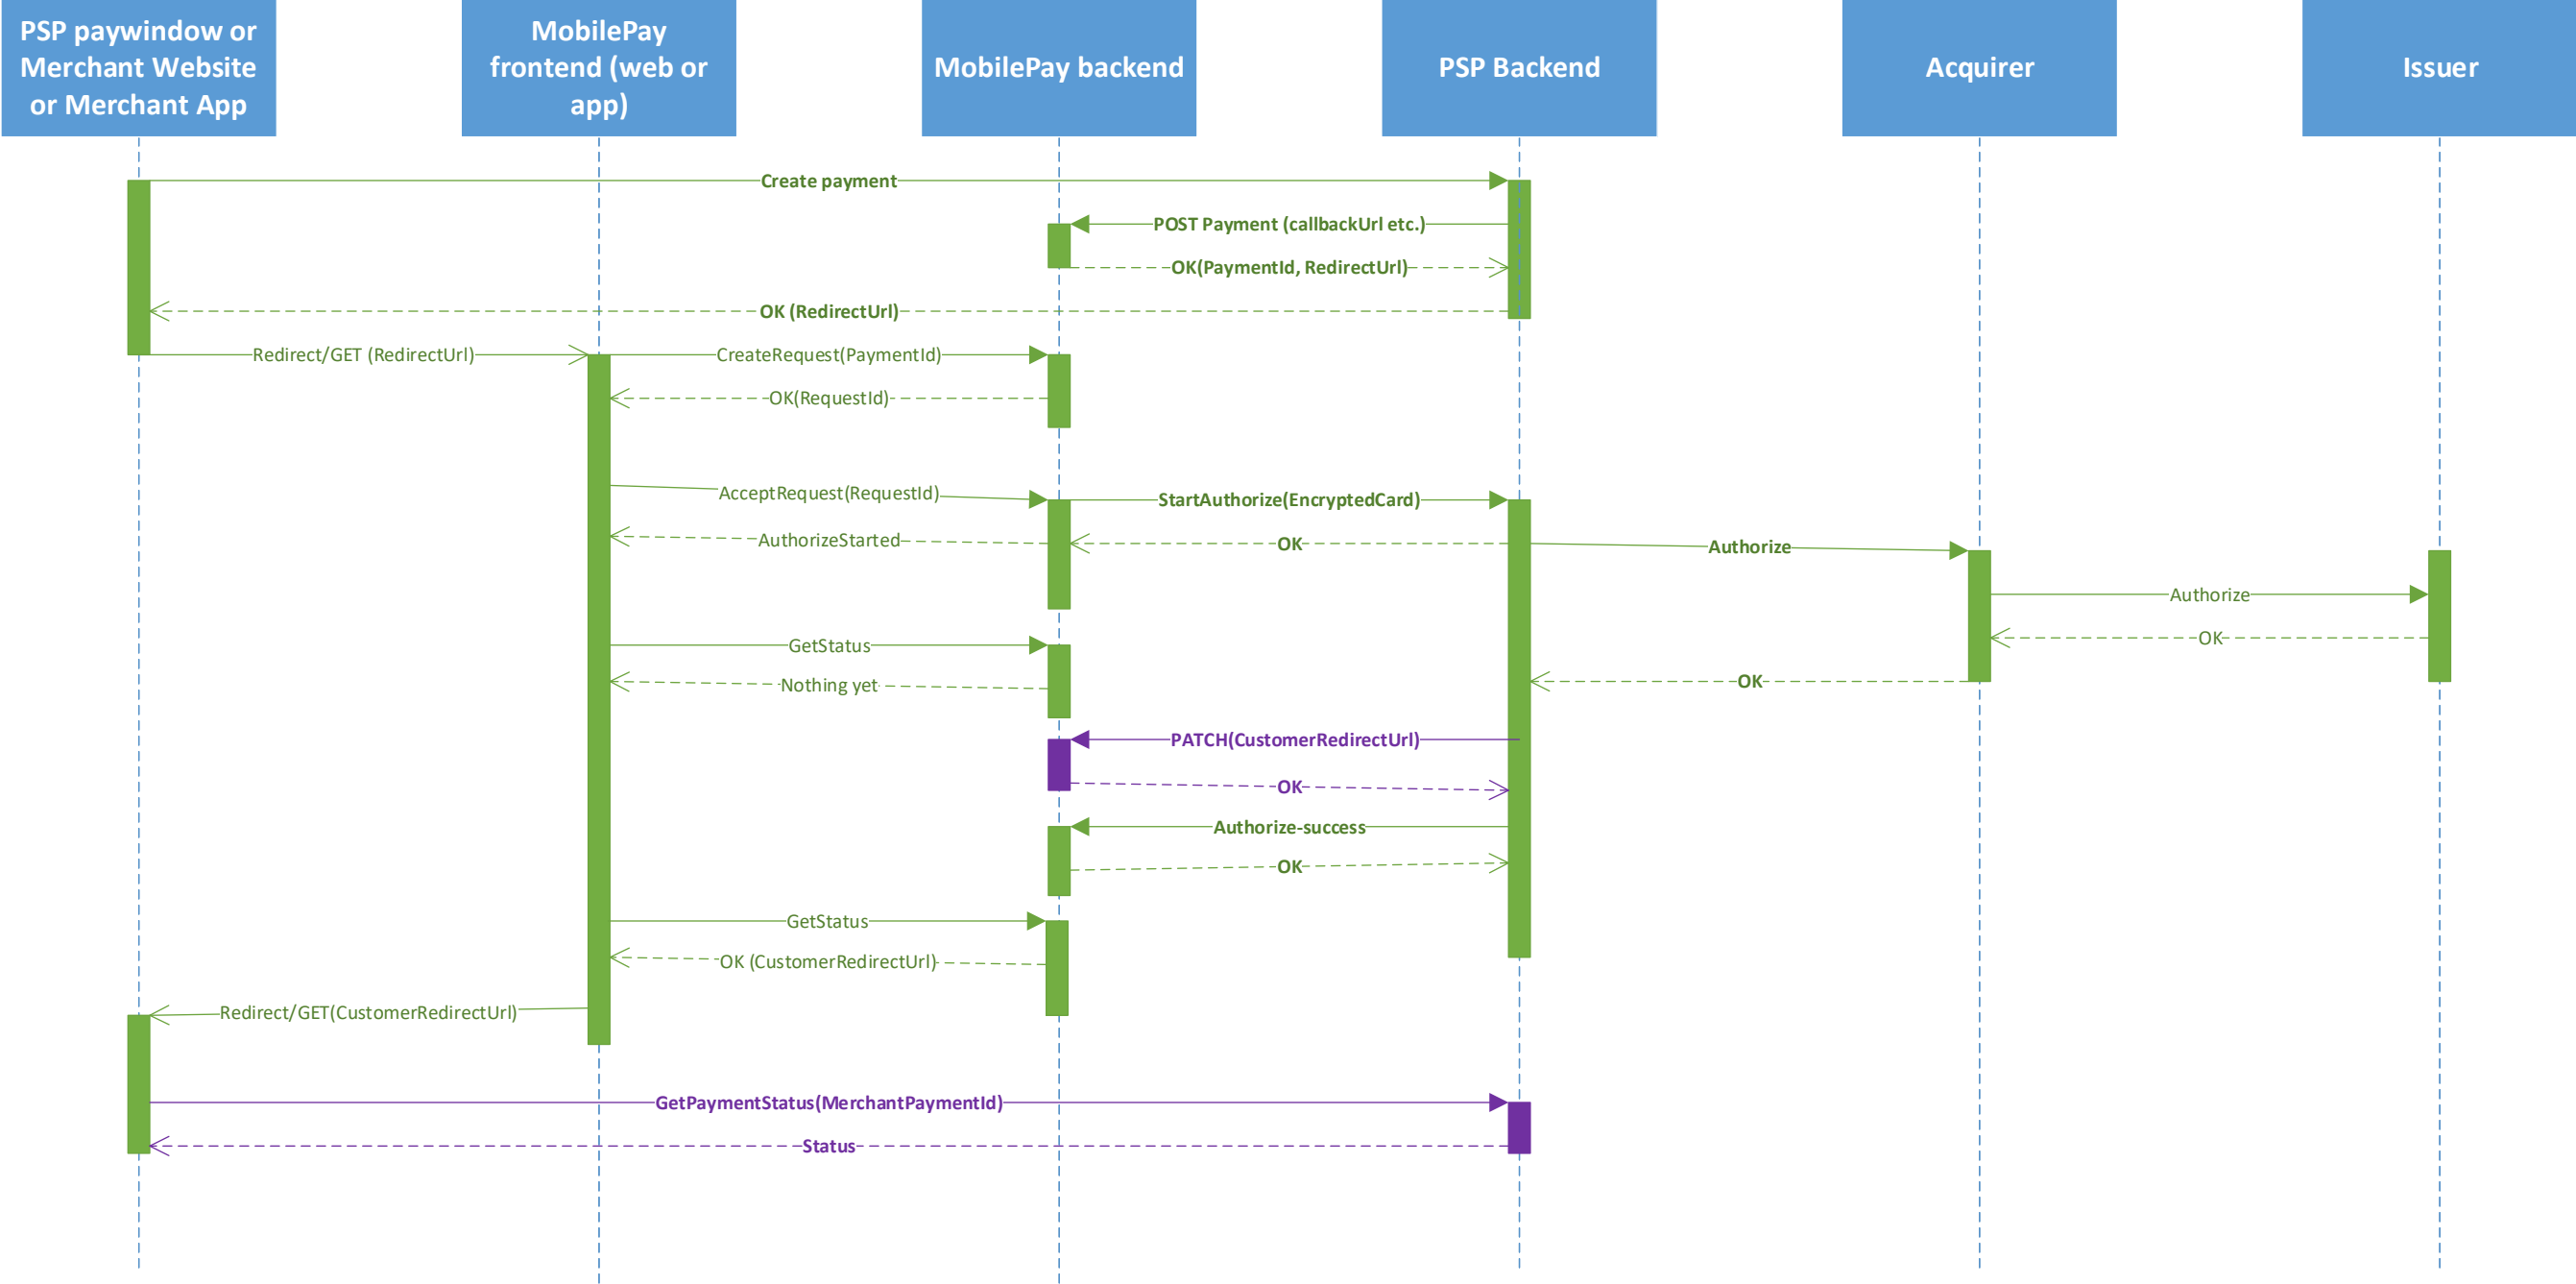 PSP paywindow or
Merchant Website
or Merchant App
MobilePay
frontend (web or
app)
MobilePay backend
PSP Backend
Acquirer
Issuer
Create payment
POST Payment (callbackUrl etc.)
OK(PaymentId, RedirectUrl)
OK (RedirectUrl)
Redirect/GET (RedirectUrl)
CreateRequest(PaymentId)
OK(RequestId)
AcceptRequest(RequestId)
StartAuthorize(EncryptedCard)
AuthorizeStarted
OK
Authorize
Authorize
GetStatus
OK
Nothing yet
OK
PATCH(CustomerRedirectUrl)
OK
Authorize-success
OK
GetStatus
OK (CustomerRedirectUrl)
Redirect/GET(CustomerRedirectUrl)
GetPaymentStatus(MerchantPaymentId)
Status